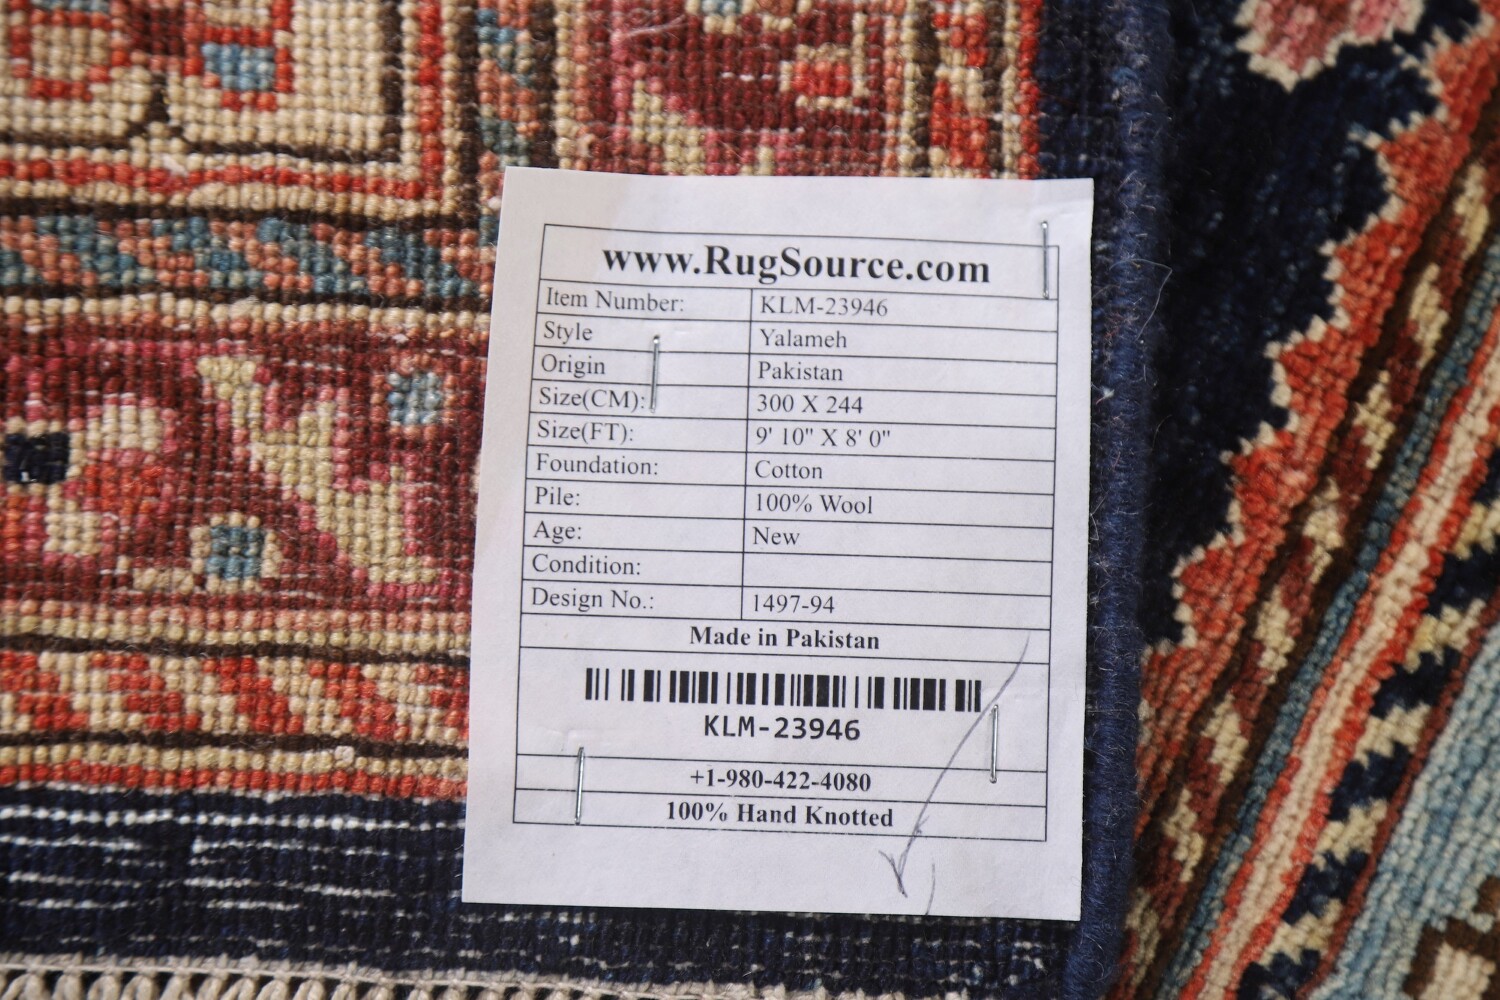 www.RugSource.com
Item Number: KLM-23946
Style Yalameh
Origin Pakistan
Size(CM): 300 X 244
Size(FT): 9' 10" X 8' 0"
Foundation: Cotton
Pile: 100% Wool
Age: New
Condition:
Design No.: 1497-94
Made in Pakistan
KLM-23946
+1-980-422-4080
100% Hand Knotted